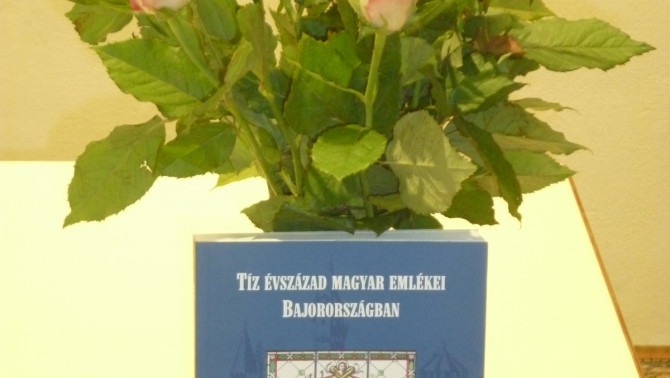 TÍZ ÉVSZÁZAD MAGYAR EMLÉKEI
BAJORORSZÁGBAN